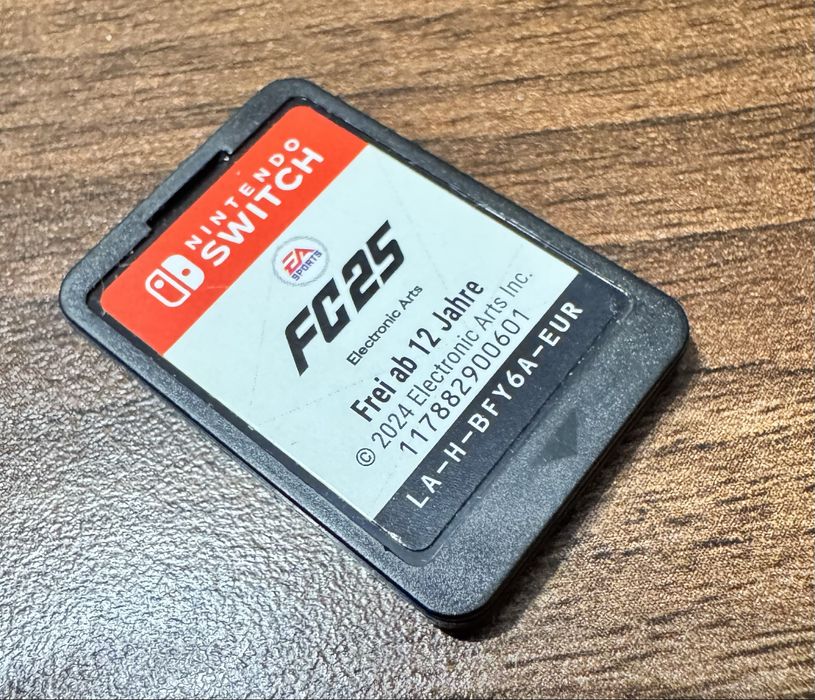 NINTENDO
SWITCH
EA
SPORTS
FC25
Electronic Arts
Frei ab 12 Jahre
© 2024 Electronic Arts Inc.
117882900601
LA-H-BFY6A-EUR